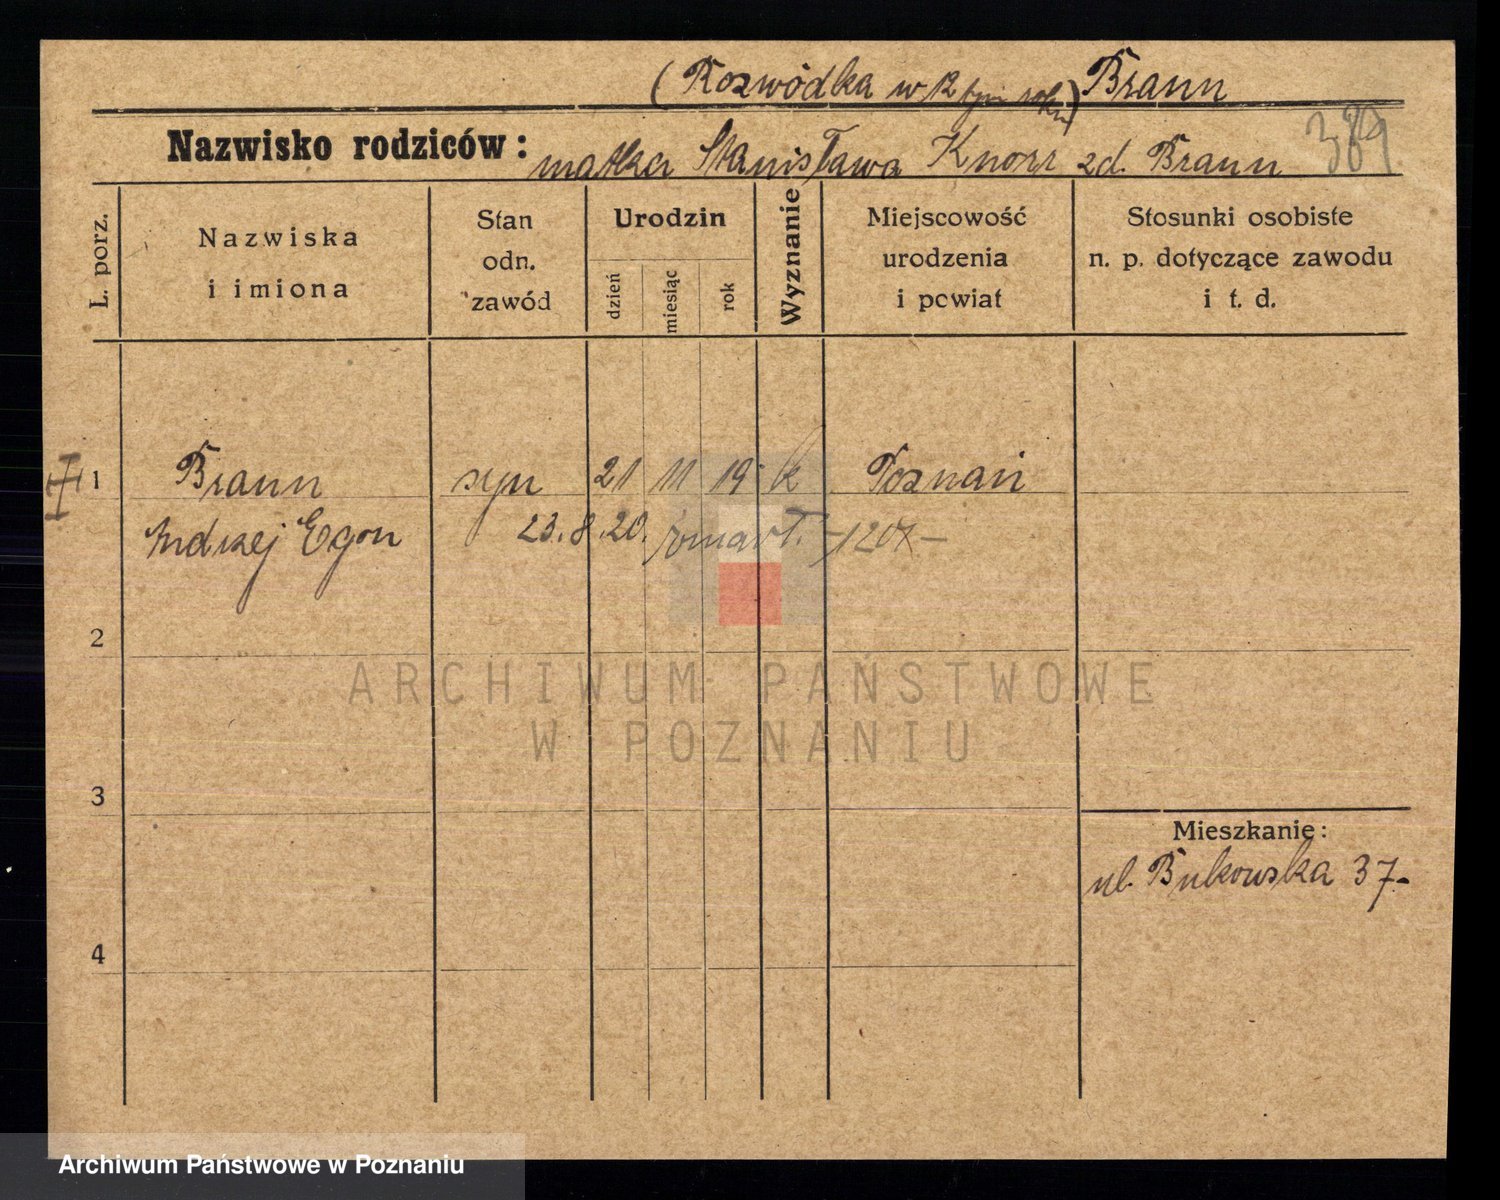 (Rozwódka w 12 tym roku) Braun
Nazwisko rodziców: matka Stanisława Knorr zd. Braun 389
L. porz.
Nazwiska
i imiona
Stan
odn.
zawód
Urodzin
dzień
miesiąc
rok
Wyznanie
Miejscowość
urodzenia
i powiat
Stosunki osobiste
n. p. dotyczące zawodu
i t. d.
1 Braun syn 21 11 19 k Poznań
Andrzej Egon 23.8.20. zmarł. -1207-
2
3
4
Mieszkanie:
ul. Bukowska 37-
ARCHIWUM PAŃSTWOWE
W POZNANIU
Archiwum Państwowe w Poznaniu